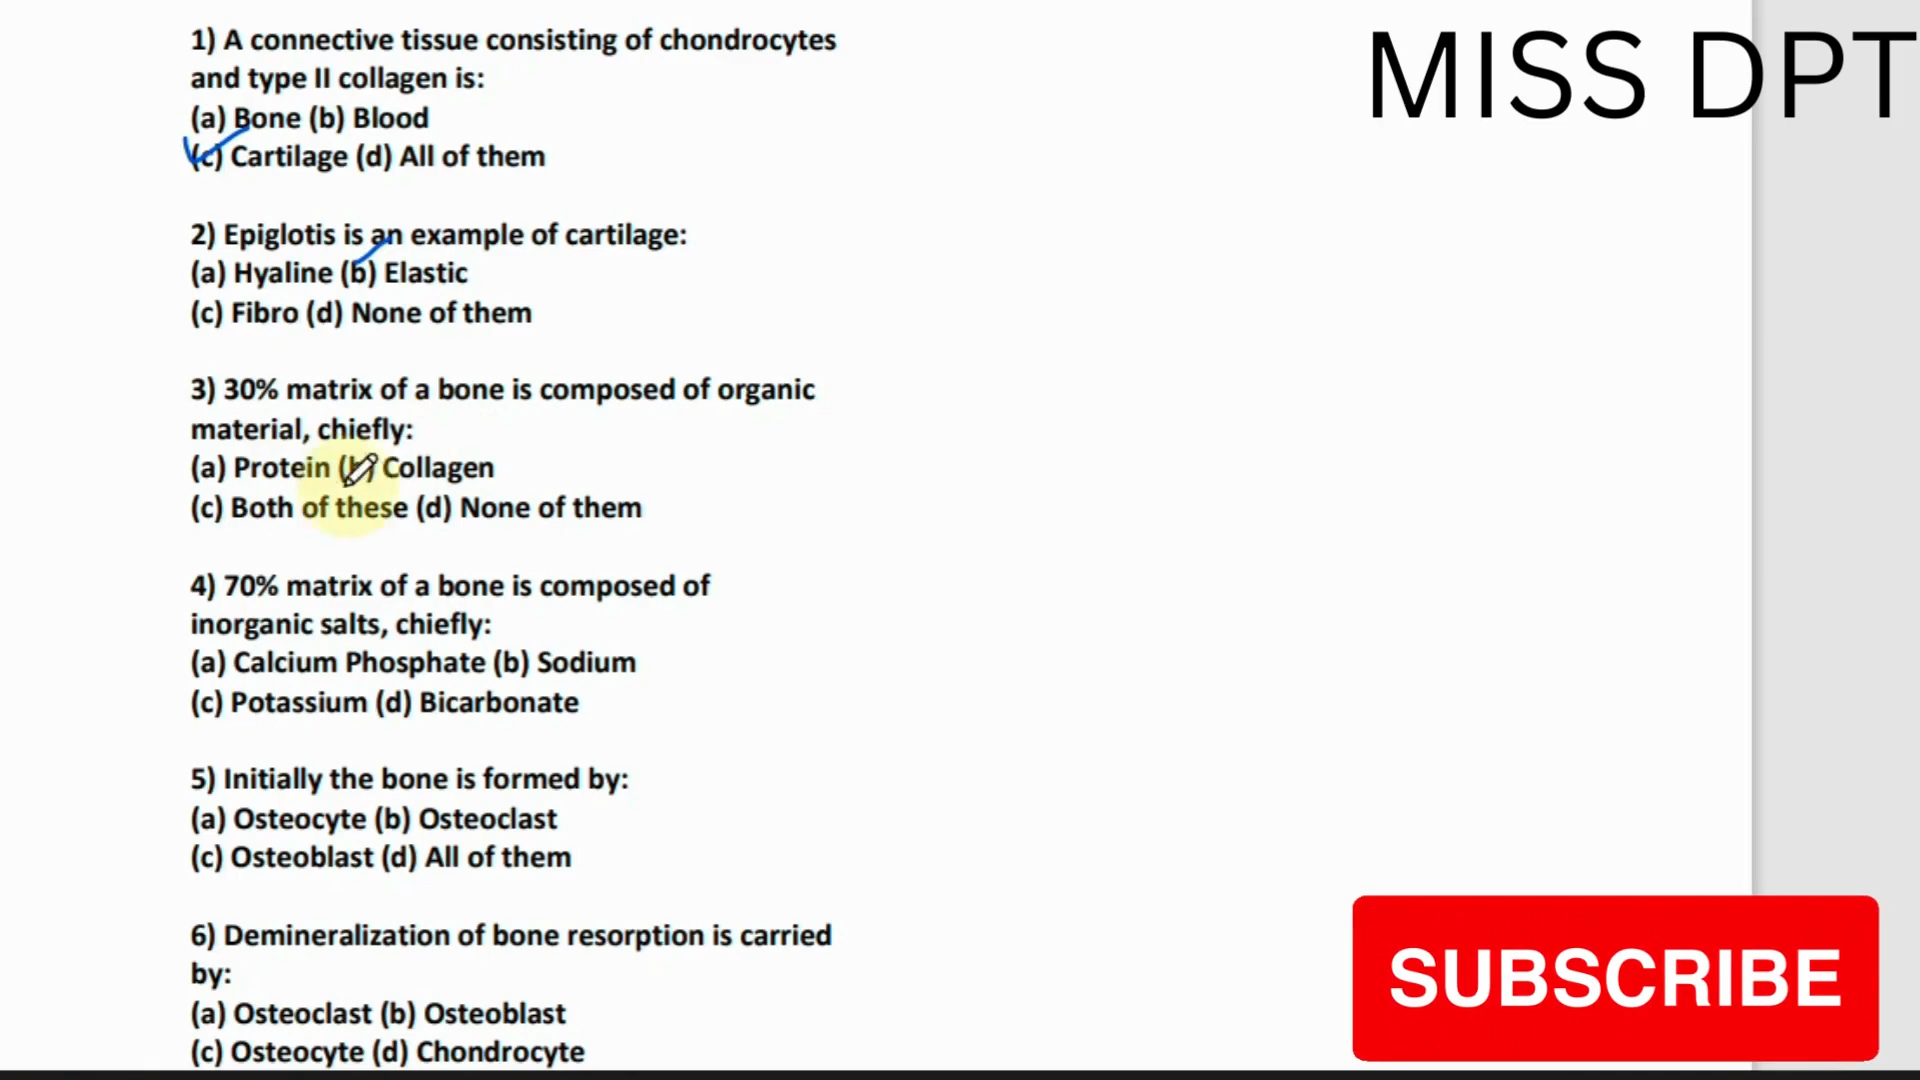 1) A connective tissue consisting of chondrocytes
and type II collagen is:
(a) Bone (b) Blood
(c) Cartilage (d) All of them
2) Epiglotis is an example of cartilage:
(a) Hyaline (b) Elastic
(c) Fibro (d) None of them
3) 30% matrix of a bone is composed of organic
material, chiefly:
(a) Protein (b) Collagen
(c) Both of these (d) None of them
4) 70% matrix of a bone is composed of
inorganic salts, chiefly:
(a) Calcium Phosphate (b) Sodium
(c) Potassium (d) Bicarbonate
5) Initially the bone is formed by:
(a) Osteocyte (b) Osteoclast
(c) Osteoblast (d) All of them
6) Demineralization of bone resorption is carried
by:
(a) Osteoclast (b) Osteoblast
(c) Osteocyte (d) Chondrocyte
MISS DPT
SUBSCRIBE